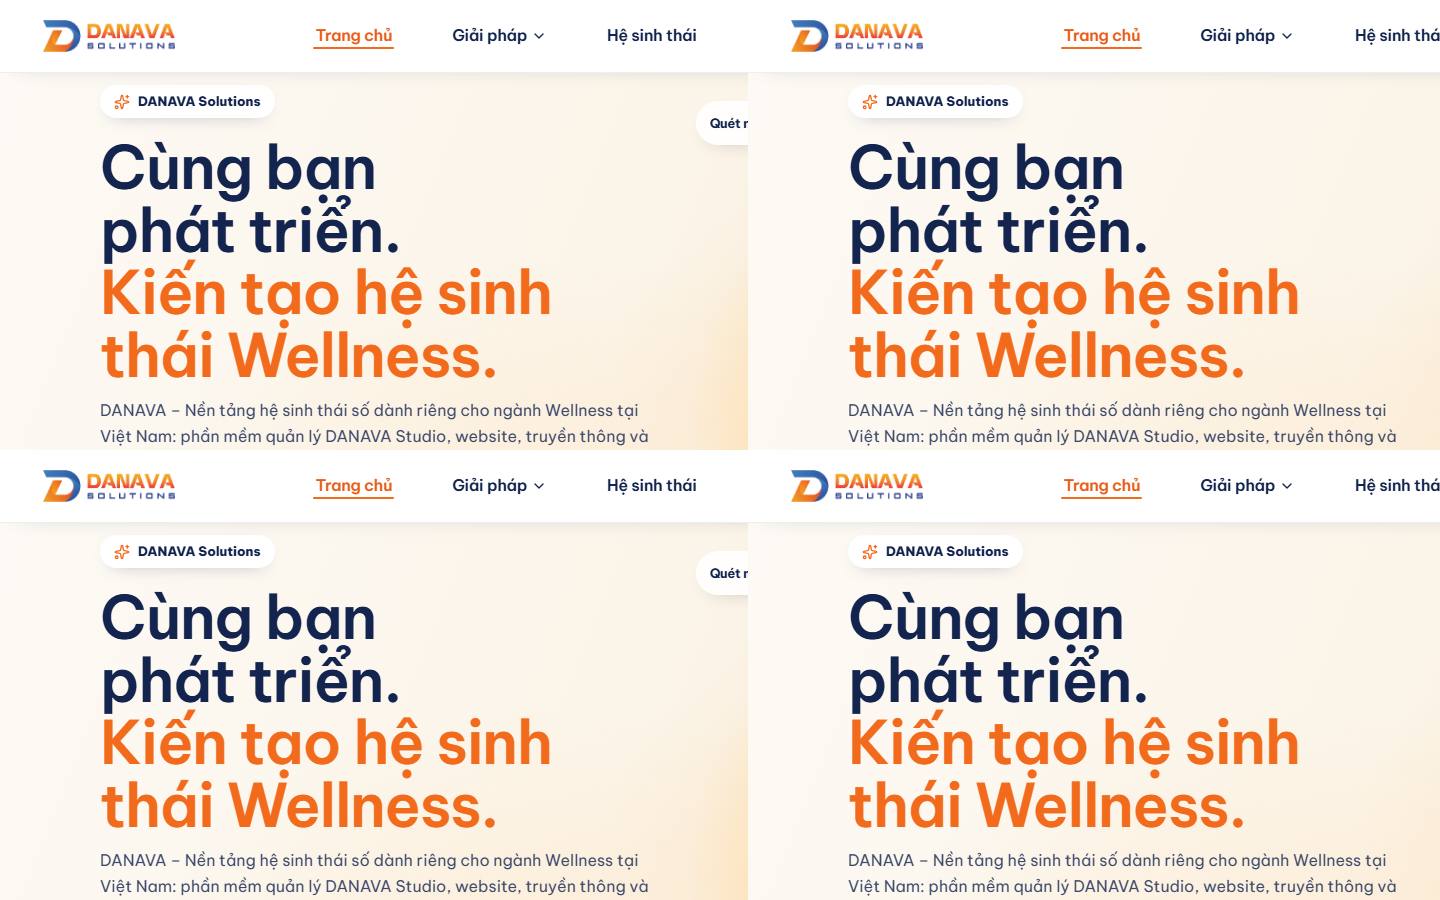 DANAVA
SOLUTIONS
Trang chủ
Giải pháp
Hệ sinh thái
DANAVA Solutions
Quét
Cùng bạn
phát triển.
Kiến tạo hệ sinh
thái Wellness.
DANAVA – Nền tảng hệ sinh thái số dành riêng cho ngành Wellness tại
Việt Nam: phần mềm quản lý DANAVA Studio, website, truyền thông và
DANAVA
SOLUTIONS
Trang chủ
Giải pháp
Hệ sinh
DANAVA Solutions
Cùng bạn
phát triển.
Kiến tạo hệ sinh
thái Wellness.
DANAVA – Nền tảng hệ sinh thái số dành riêng cho ngành Wellness tại
Việt Nam: phần mềm quản lý DANAVA Studio, website, truyền thông và
DANAVA
SOLUTIONS
Trang chủ
Giải pháp
Hệ sinh thái
DANAVA Solutions
Quét
Cùng bạn
phát triển.
Kiến tạo hệ sinh
thái Wellness.
DANAVA – Nền tảng hệ sinh thái số dành riêng cho ngành Wellness tại
Việt Nam: phần mềm quản lý DANAVA Studio, website, truyền thông và
DANAVA
SOLUTIONS
Trang chủ
Giải pháp
Hệ sinh
DANAVA Solutions
Cùng bạn
phát triển.
Kiến tạo hệ sinh
thái Wellness.
DANAVA – Nền tảng hệ sinh thái số dành riêng cho ngành Wellness tại
Việt Nam: phần mềm quản lý DANAVA Studio, website, truyền thông và